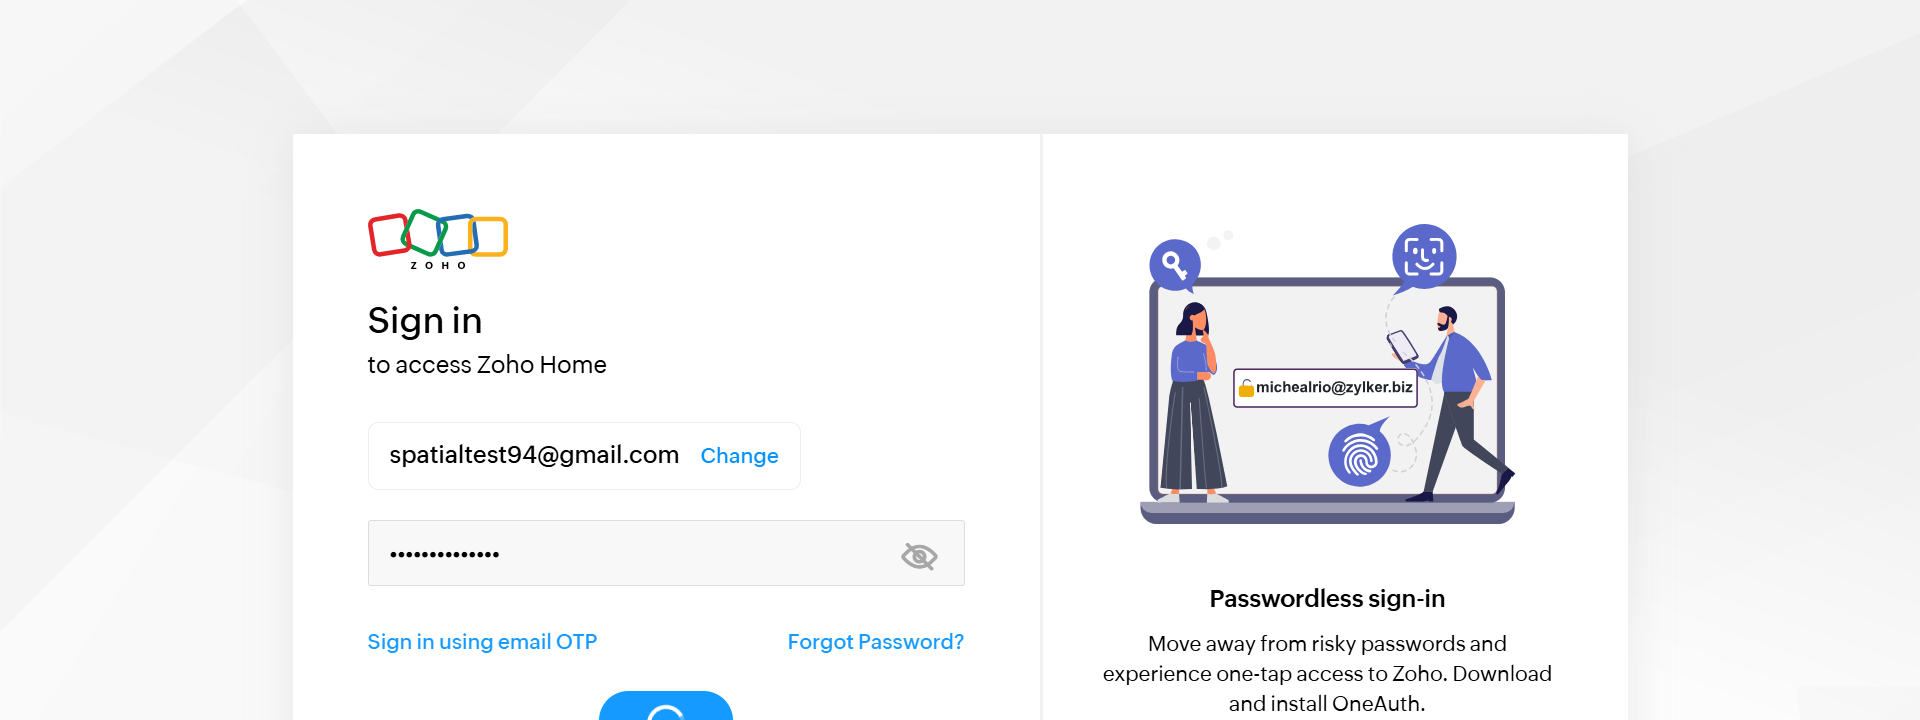 ZOHO
Sign in
to access Zoho Home
spatialtest94@gmail.com Change
••••••••••••••
Sign in using email OTP
Forgot Password?
michealrio@zylker.biz
Passwordless sign-in
Move away from risky passwords and
experience one-tap access to Zoho. Download
and install OneAuth.